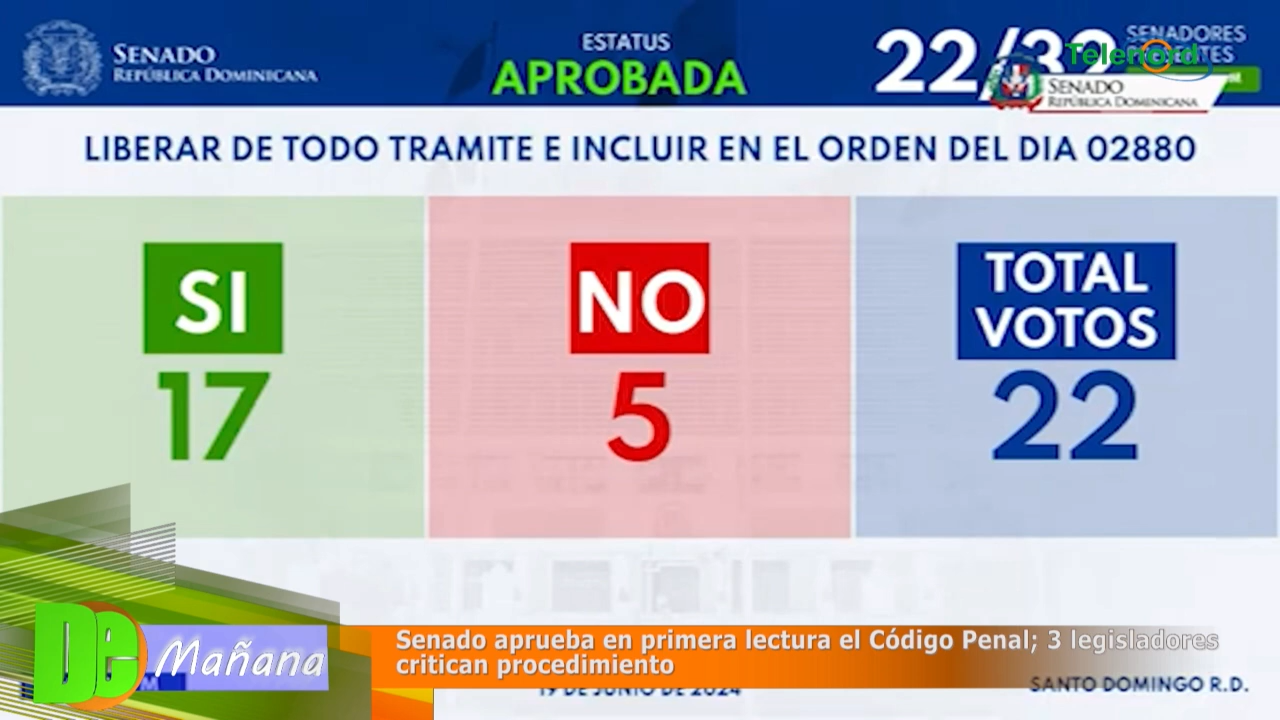 SENADO
REPÚBLICA DOMINICANA
ESTATUS
APROBADA
22/32
SENADORES
Telenord
SENADO
REPÚBLICA DOMINICANA
LIBERAR DE TODO TRAMITE E INCLUIR EN EL ORDEN DEL DIA 02880
SI
17
NO
5
TOTAL
VOTOS
22
De Mañana
Senado aprueba en primera lectura el Código Penal; 3 legisladores
critican procedimiento
19 DE JUNIO DE 2024
SANTO DOMINGO R.D.